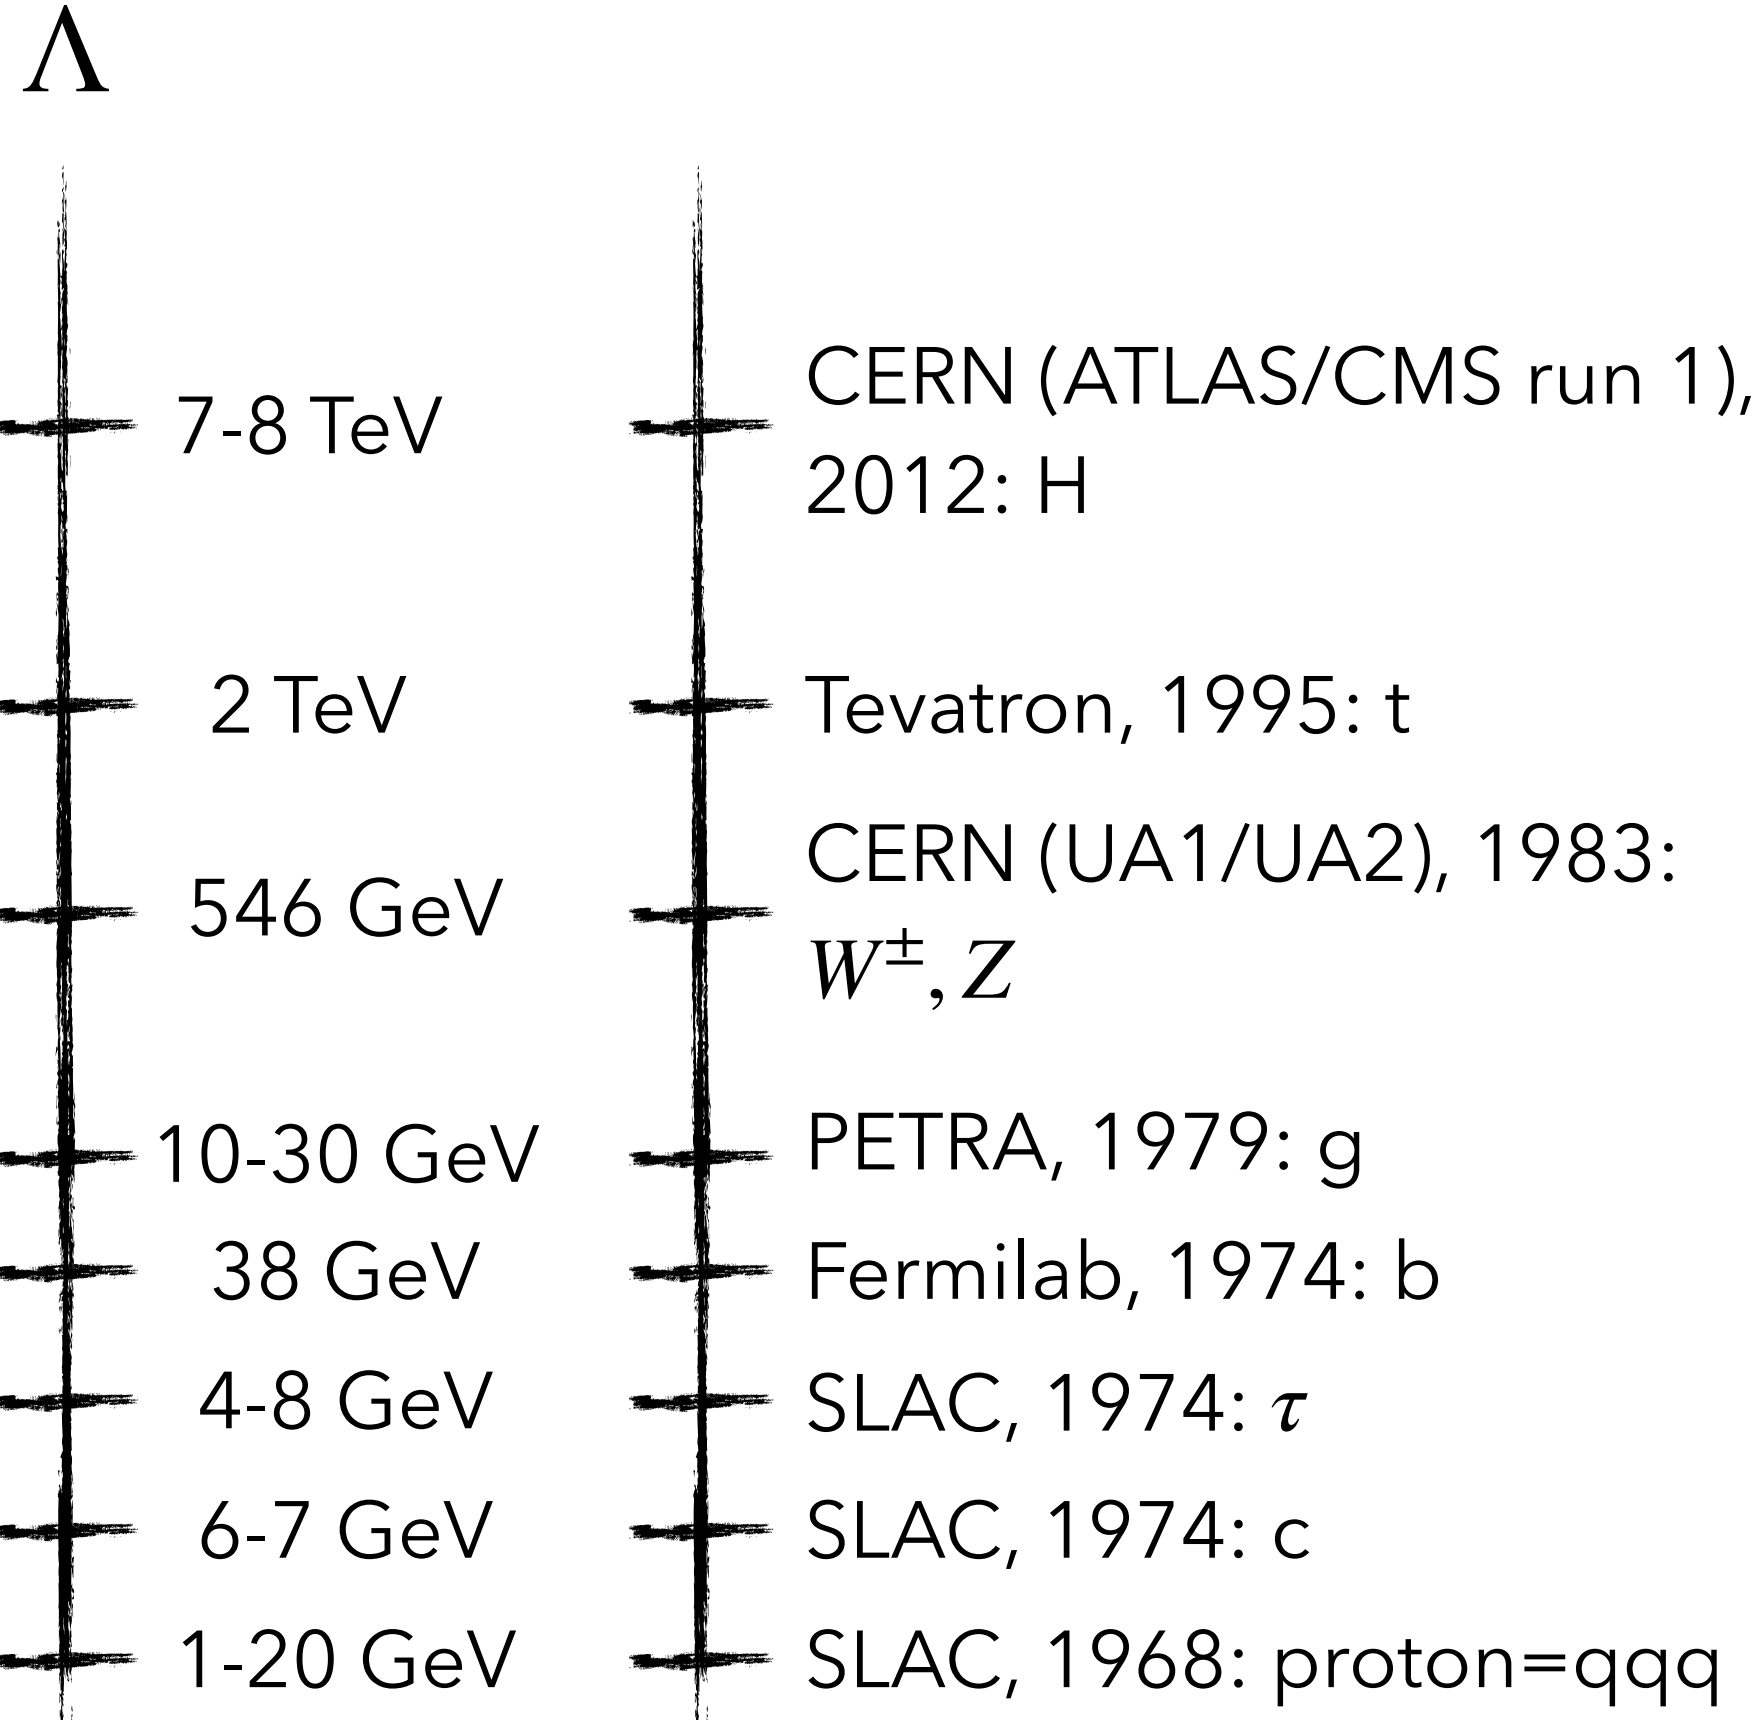 Λ
7-8 TeV
CERN (ATLAS/CMS run 1),
2012: H
2 TeV
Tevatron, 1995: t
546 GeV
CERN (UA1/UA2), 1983:
W±, Z
10-30 GeV
PETRA, 1979: g
38 GeV
Fermilab, 1974: b
4-8 GeV
SLAC, 1974: τ
6-7 GeV
SLAC, 1974: c
1-20 GeV
SLAC, 1968: proton=qqq